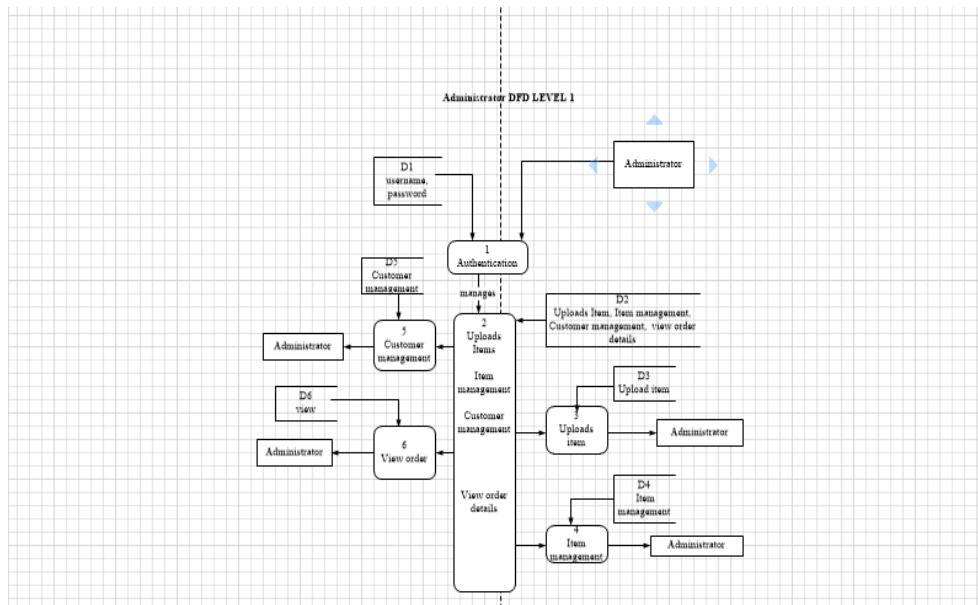 Administrator DFD LEVEL 1
Administrator
D1
username,
password
1
Authentication
manages
D5
Customer
management
D2
Uploads Item, Item management,
Customer management, view order
details
2
Uploads
Items
Item
management
Customer
management
View order
details
5
Customer
management
Administrator
D3
Upload item
D6
view
3
Uploads
item
Administrator
6
View order
Administrator
D4
Item
management
4
Item
management
Administrator